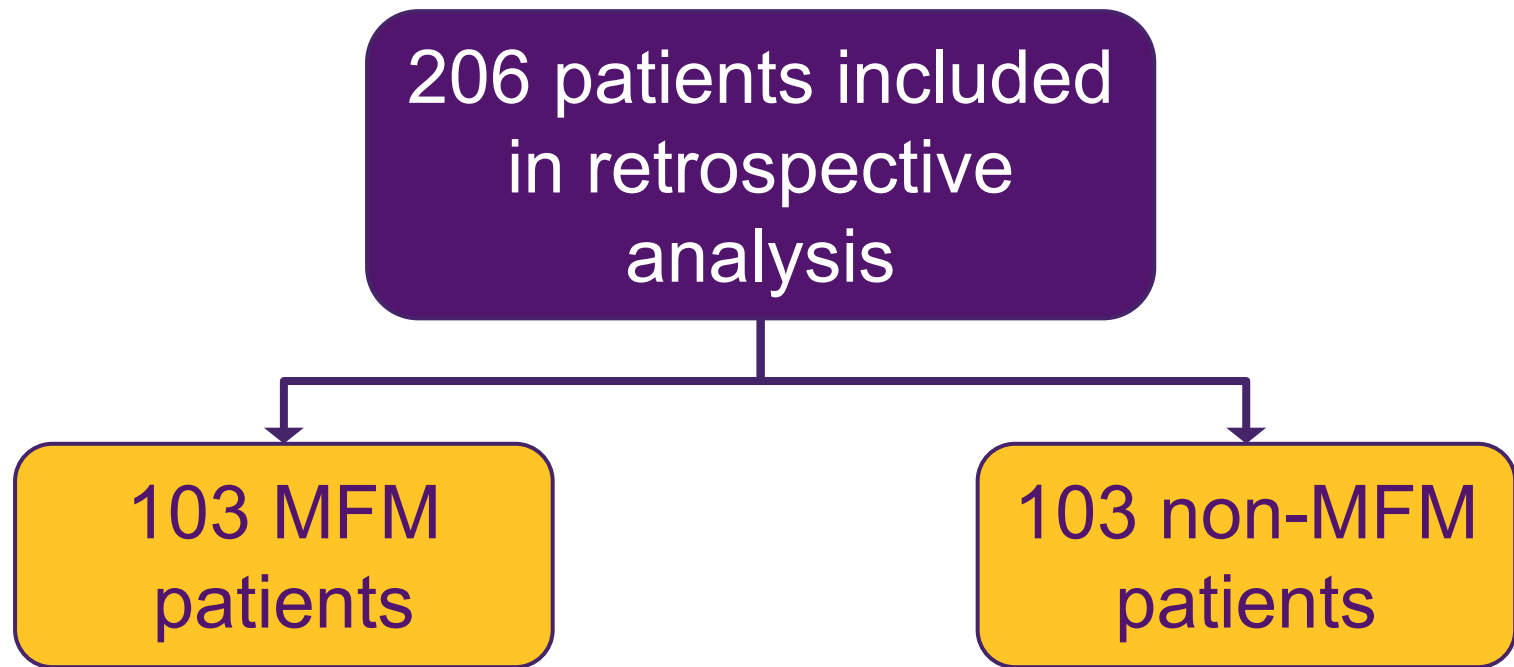 206 patients included
in retrospective
analysis
103 MFM
patients
103 non-MFM
patients